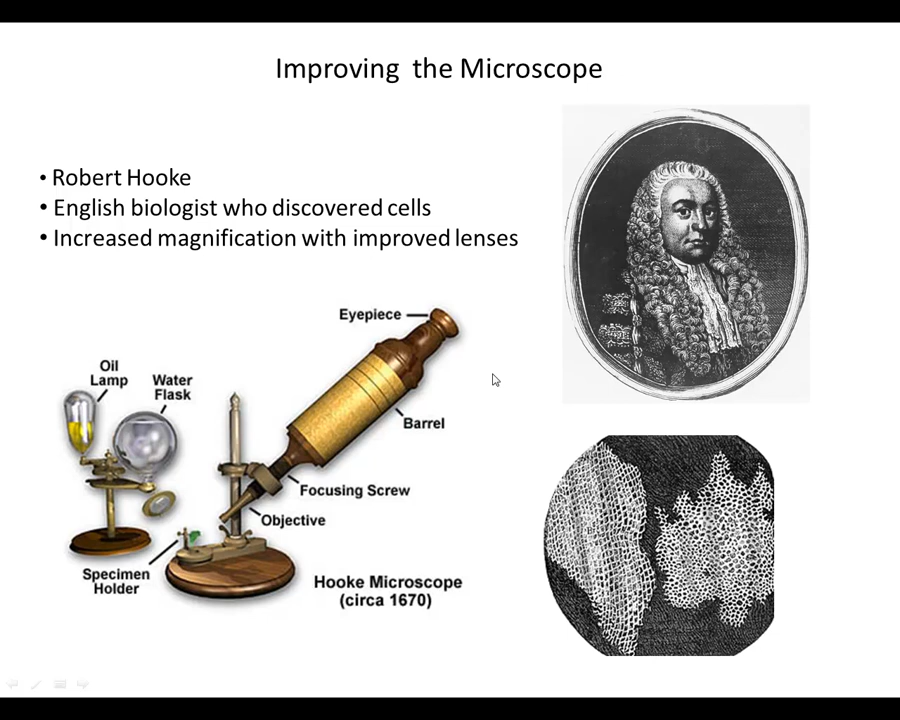 Improving the Microscope
• Robert Hooke
• English biologist who discovered cells
• Increased magnification with improved lenses
Eyepiece
Oil
Lamp
Water
Flask
Barrel
Focusing Screw
Objective
Specimen
Holder
Hooke Microscope
(circa 1670)